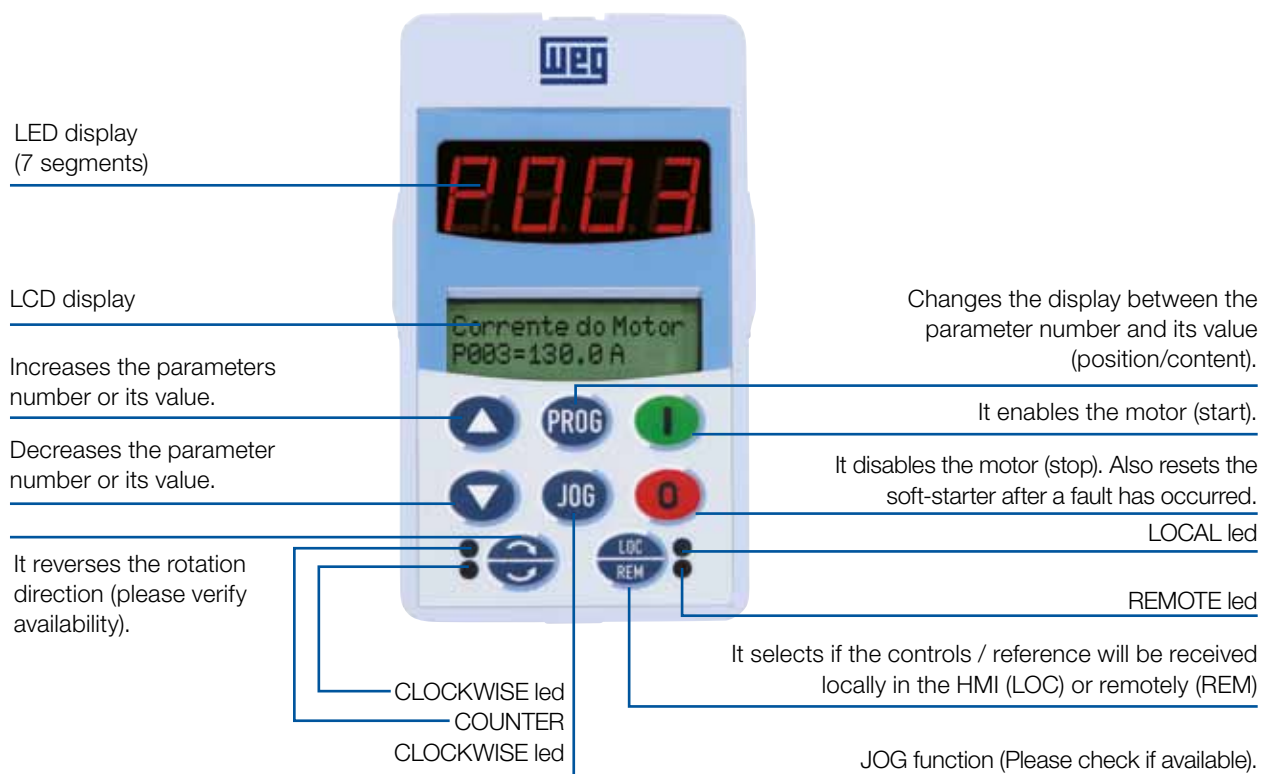 weg
LED display
(7 segments)
P003
LCD display
Corrente do Motor
P003=130.0 A
Increases the parameters
number or its value.
Decreases the parameter
number or its value.
It reverses the rotation
direction (please verify
availability).
PROG
I
JOG
0
LOC
REM
Changes the display between the
parameter number and its value
(position/content).
It enables the motor (start).
It disables the motor (stop). Also resets the
soft-starter after a fault has occurred.
LOCAL led
REMOTE led
It selects if the controls / reference will be received
locally in the HMI (LOC) or remotely (REM)
CLOCKWISE led
COUNTER
CLOCKWISE led
JOG function (Please check if available).